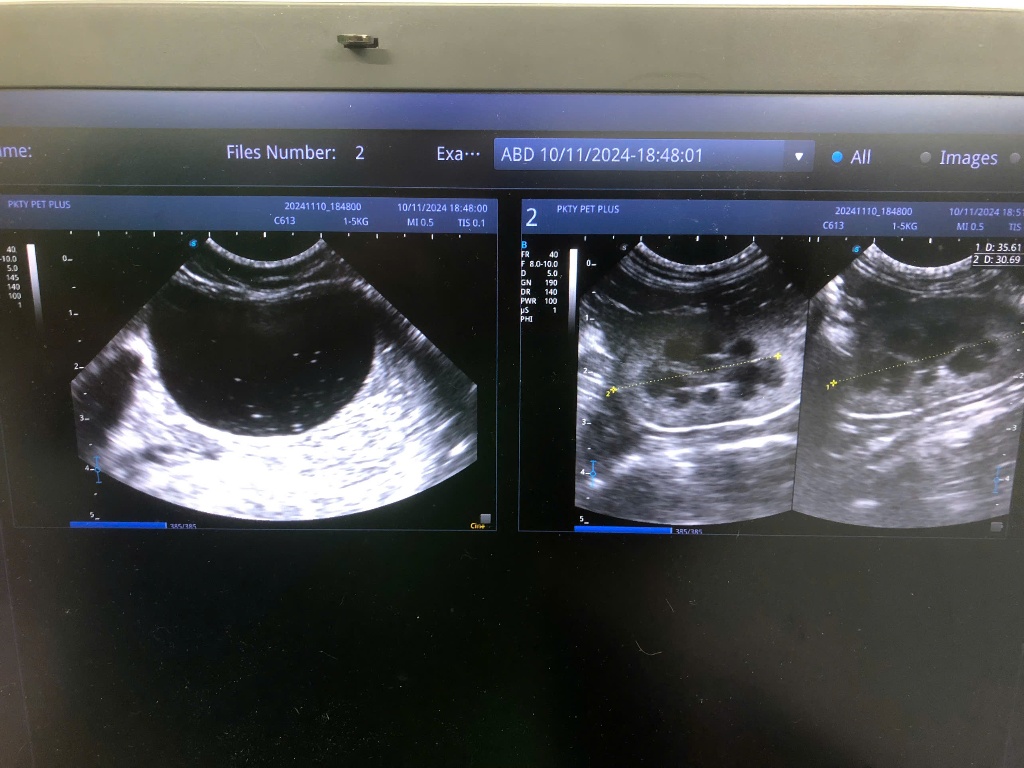 ame:
Files Number: 2
Exa···
ABD 10/11/2024-18:48:01
All
Images
PKTY PET PLUS
20241110_184800
10/11/2024 18:48:00
C613
1-5KG
MI 0.5
TIS 0.1
40
-10.0
5.0
145
140
100
1
0
1
2
3
4
5
385/385
Cine
2
PKTY PET PLUS
20241110_184800
10/11/2024 18:5
C613
1-5KG
MI 0.5
TIS
B
FR 40
F 8.0-10.0
D 5.0
GN 190
DR 140
PWR 100
µS 1
PHI
1 D: 35.61
2 D: 30.69
0
1
2
3
4
5
2
1
2
3
4
385/385